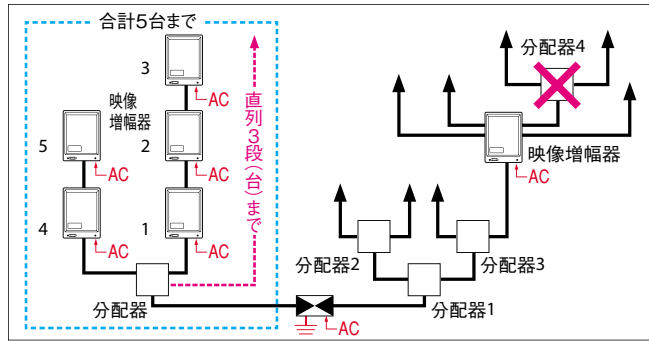 合計5台まで
3
AC
映像
増幅器
5
2
AC
AC
4
1
AC
AC
直列3段(台)まで
分配器
AC
分配器4
映像増幅器
AC
分配器2
分配器3
分配器1